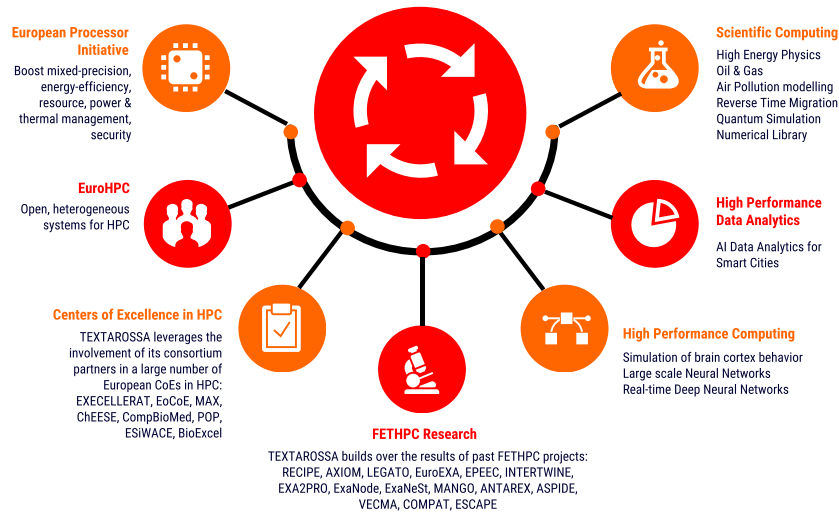 European Processor
Initiative
Boost mixed-precision,
energy-efficiency,
resource, power &
thermal management,
security
EuroHPC
Open, heterogeneous
systems for HPC
Centers of Excellence in HPC
TEXTAROSSA leverages the
involvement of its consortium
partners in a large number of
European CoEs in HPC:
EXECELLERAT, EoCoE, MAX,
ChEESE, CompBioMed, POP,
ESiWACE, BioExcel
FETHPC Research
TEXTAROSSA builds over the results of past FETHPC projects:
RECIPE, AXIOM, LEGATO, EuroEXA, EPEEC, INTERTWINE,
EXA2PRO, ExaNode, ExaNeSt, MANGO, ANTAREX, ASPIDE,
VECMA, COMPAT, ESCAPE
High Performance Computing
Simulation of brain cortex behavior
Large scale Neural Networks
Real-time Deep Neural Networks
High Performance
Data Analytics
AI Data Analytics for
Smart Cities
Scientific Computing
High Energy Physics
Oil & Gas
Air Pollution modelling
Reverse Time Migration
Quantum Simulation
Numerical Library